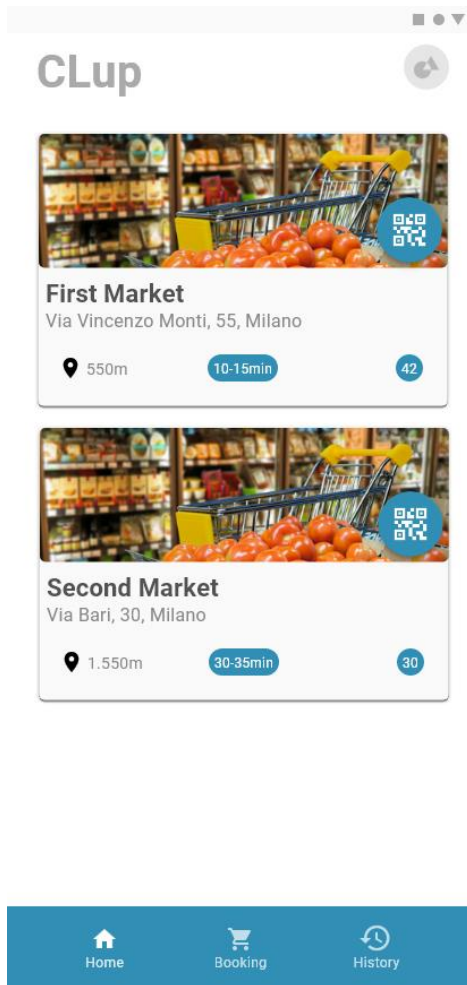 CLup
First Market
Via Vincenzo Monti, 55, Milano
550m 10-15min 42
Second Market
Via Bari, 30, Milano
1.550m 30-35min 30
Home Booking History